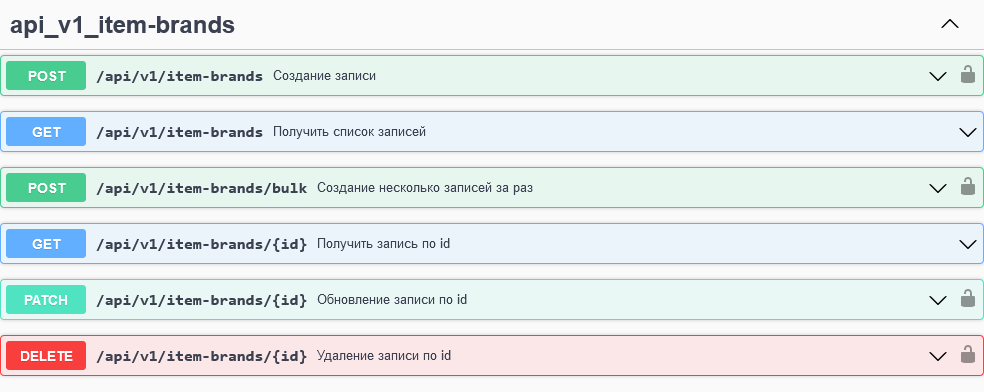 api_v1_item-brands
POST /api/v1/item-brands Создание записи
GET /api/v1/item-brands Получить список записей
POST /api/v1/item-brands/bulk Создание несколько записей за раз
GET /api/v1/item-brands/{id} Получить запись по id
PATCH /api/v1/item-brands/{id} Обновление записи по id
DELETE /api/v1/item-brands/{id} Удаление записи по id